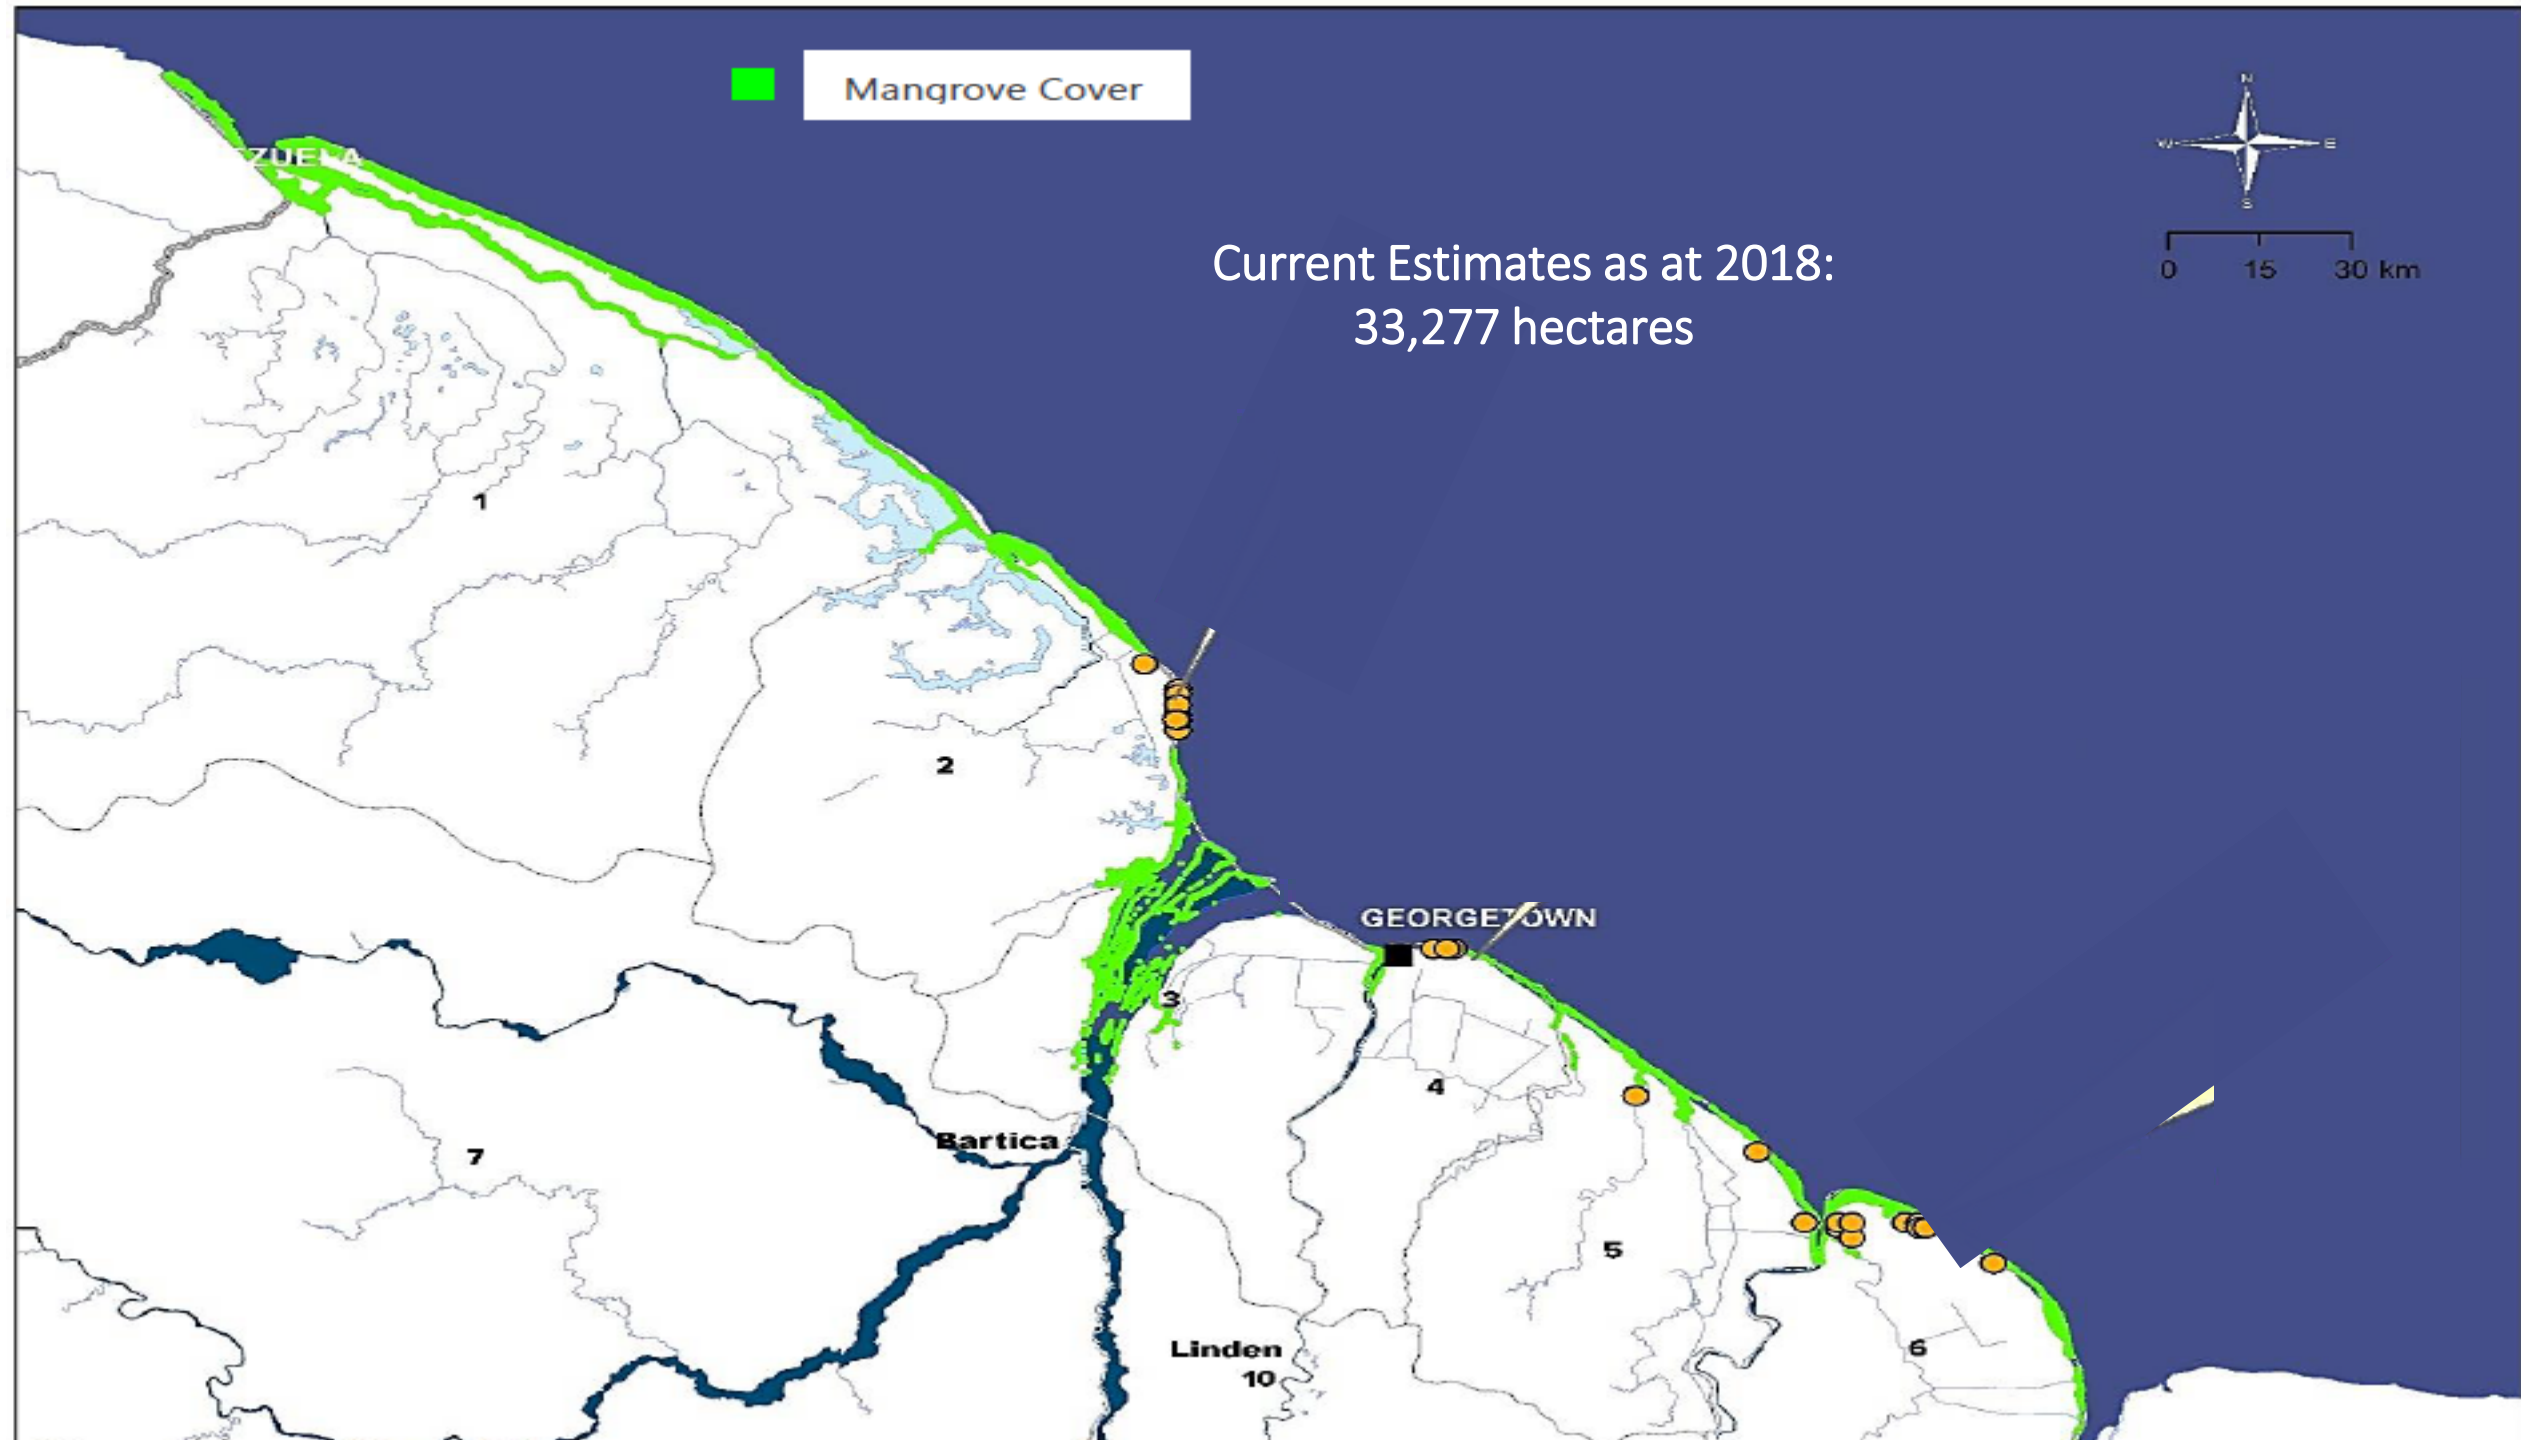 Mangrove Cover
N
W E
S
0 15 30 km
ZUELA
Current Estimates as at 2018:
33,277 hectares
1
2
GEORGETOWN
3
4
Bartica
7
5
Linden
10
6